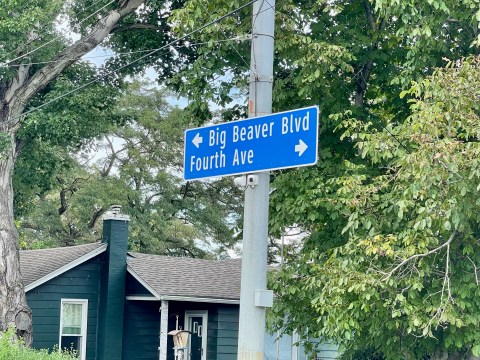 ← Big Beaver Blvd
Fourth Ave →